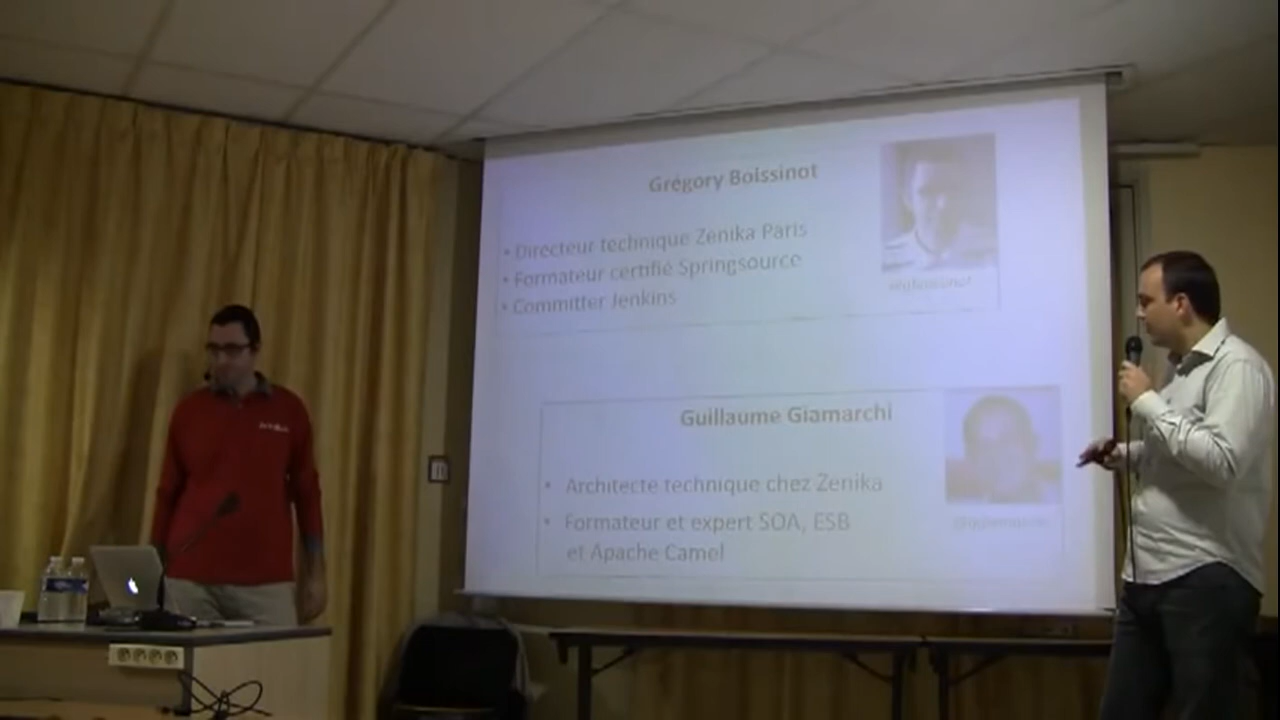 Grégory Boissinot
• Directeur technique Zenika Paris
• Formateur certifié Springsource
• Committer Jenkins
Guillaume Giamarchi
• Architecte technique chez Zenika
• Formateur et expert SOA, ESB
et Apache Camel